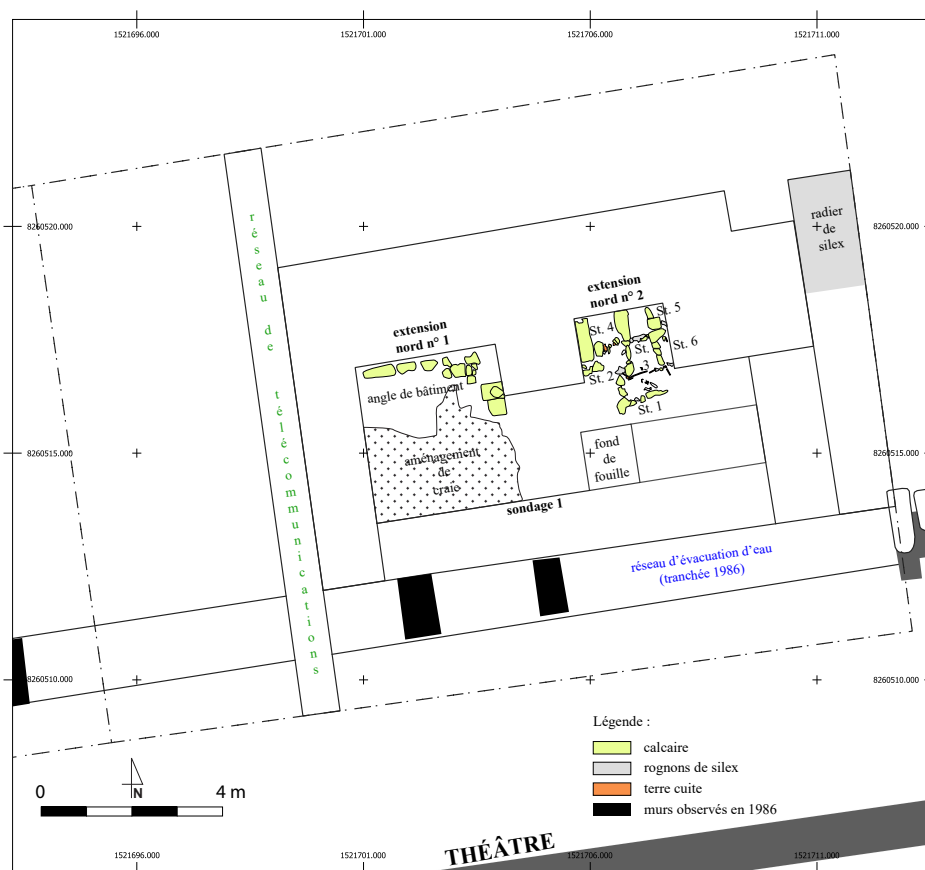 1521696.000
1521701.000
1521706.000
1521711.000
8260520.000
8260520.000
radier
de
silex
réseau de télécommunications
extension
nord n° 1
extension
nord n° 2
St. 5
St. 4
St. 6
St.
3
St. 2
St. 1
angle de bâtiment
aménagement
de
craie
fond
de
fouille
8260515.000
8260515.000
sondage 1
réseau d'évacuation d'eau
(tranchée 1986)
8260510.000
8260510.000
Légende :
calcaire
rognons de silex
terre cuite
murs observés en 1986
N
0
4 m
THÉÂTRE
1521696.000
1521701.000
1521706.000
1521711.000